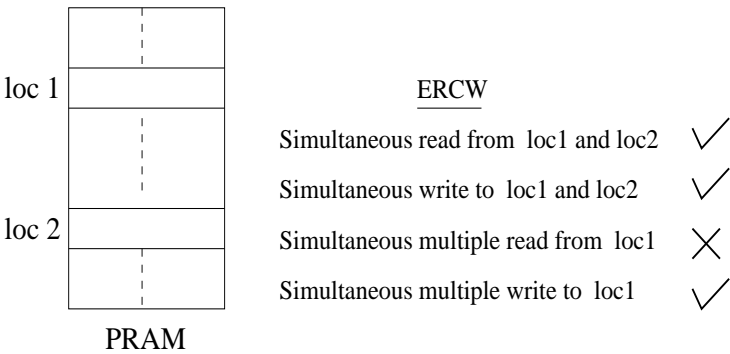 loc 1
loc 2
PRAM
ERCW
Simultaneous read from loc1 and loc2
Simultaneous write to loc1 and loc2
Simultaneous multiple read from loc1
Simultaneous multiple write to loc1